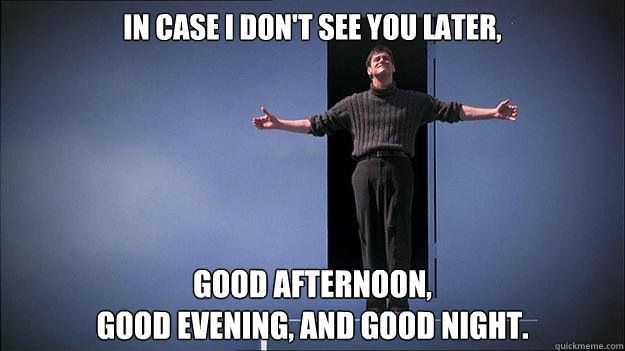 IN CASE I DON'T SEE YOU LATER,
GOOD AFTERNOON,
GOOD EVENING, AND GOOD NIGHT.
quickmeme.com